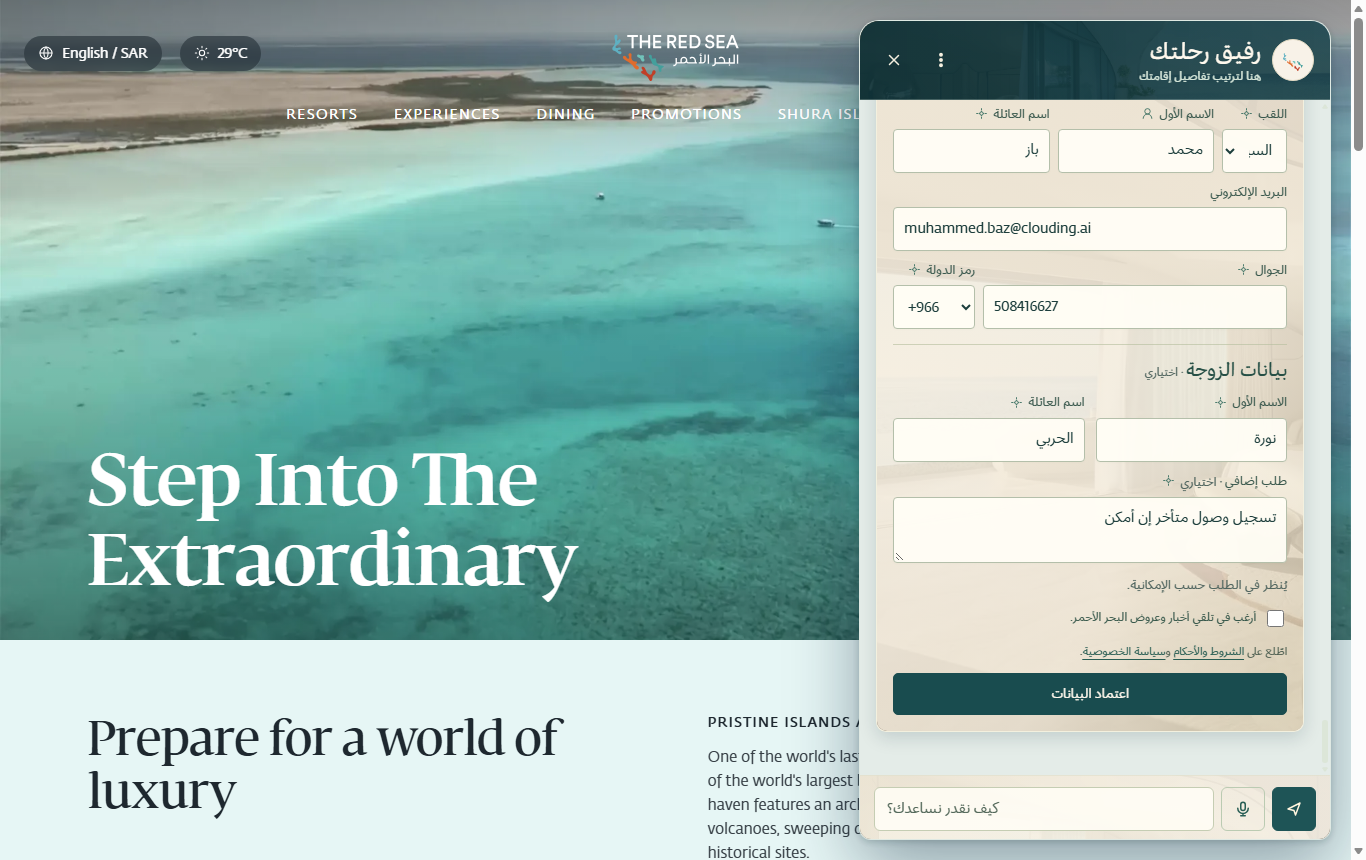 English / SAR
29°C
THE RED SEA
البحر الأحمر
RESORTS
EXPERIENCES
DINING
PROMOTIONS
SHURA ISL
Step Into The
Extraordinary
Prepare for a world of
luxury
PRISTINE ISLANDS
One of the world's las
of the world's largest
haven features an arc
volcanoes, sweeping
historical sites.
رفيق رحلتك
هنا لترتيب تفاصيل إقامتك
اللقب
الاسم الأول
اسم العائلة
السـ
محمد
باز
البريد الإلكتروني
muhammed.baz@clouding.ai
الجوال
رمز الدولة
508416627
+966
بيانات الزوجة · اختياري
الاسم الأول
اسم العائلة
نورة
الحربي
طلب إضافي · اختياري
تسجيل وصول متأخر إن أمكن
يُنظر في الطلب حسب الإمكانية.
أرغب في تلقي أخبار وعروض البحر الأحمر.
اطّلع على الشروط والأحكام وسياسة الخصوصية.
اعتماد البيانات
كيف نقدر نساعدك؟